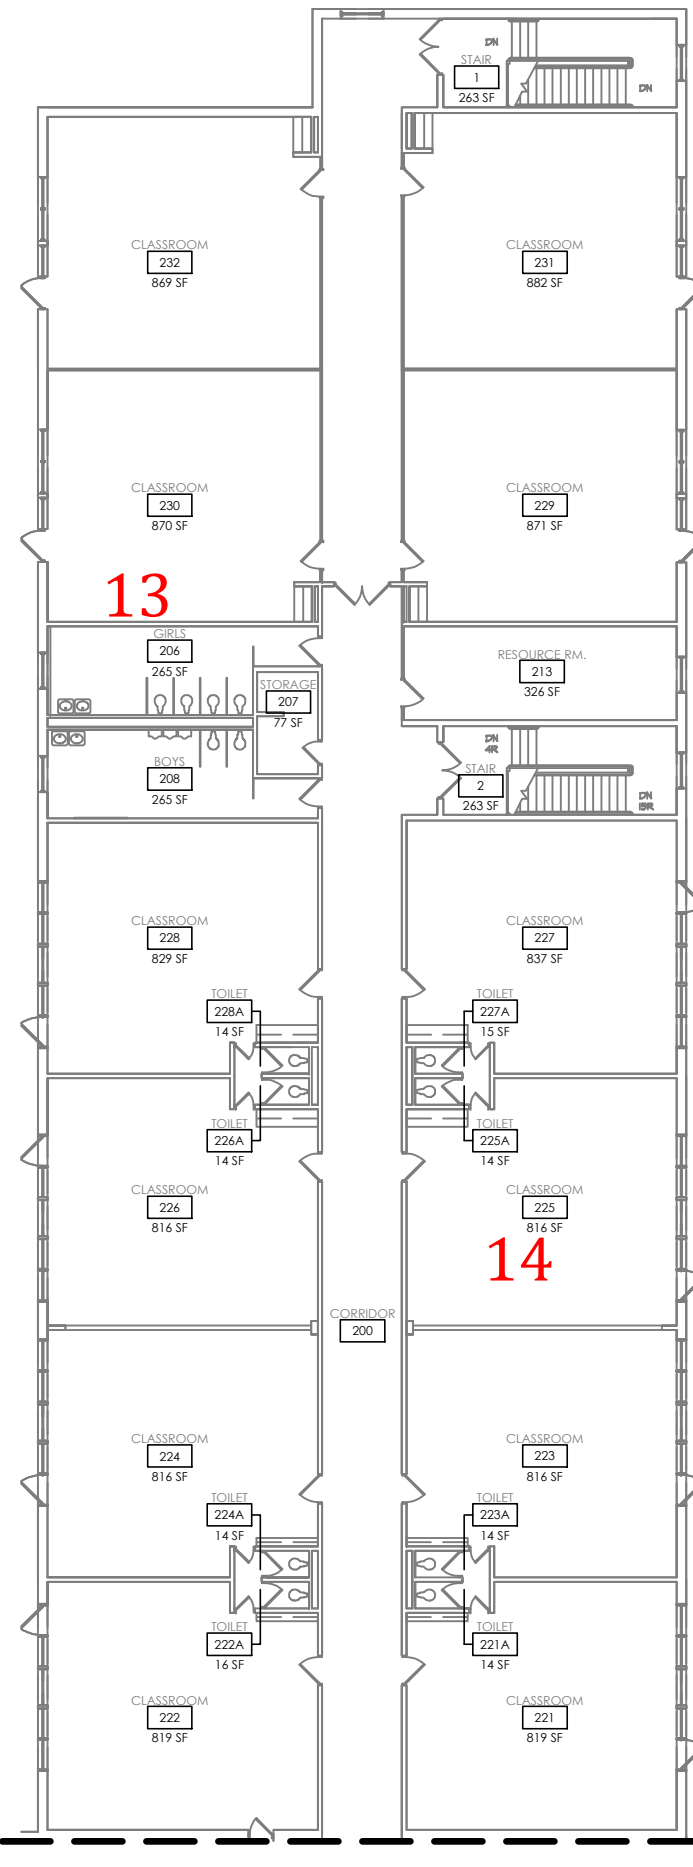 DN
STAIR
1
263 SF
DN
CLASSROOM
232
869 SF
CLASSROOM
231
882 SF
CLASSROOM
230
870 SF
CLASSROOM
229
871 SF
13
GIRLS
206
265 SF
STORAGE
207
77 SF
RESOURCE RM.
213
326 SF
BOYS
208
265 SF
DN
4R
STAIR
2
263 SF
DN
15R
CLASSROOM
228
829 SF
CLASSROOM
227
837 SF
TOILET
228A
14 SF
TOILET
227A
15 SF
TOILET
226A
14 SF
TOILET
225A
14 SF
CLASSROOM
226
816 SF
CLASSROOM
225
816 SF
14
CORRIDOR
200
CLASSROOM
224
816 SF
CLASSROOM
223
816 SF
TOILET
224A
14 SF
TOILET
223A
14 SF
TOILET
222A
16 SF
TOILET
221A
14 SF
CLASSROOM
222
819 SF
CLASSROOM
221
819 SF